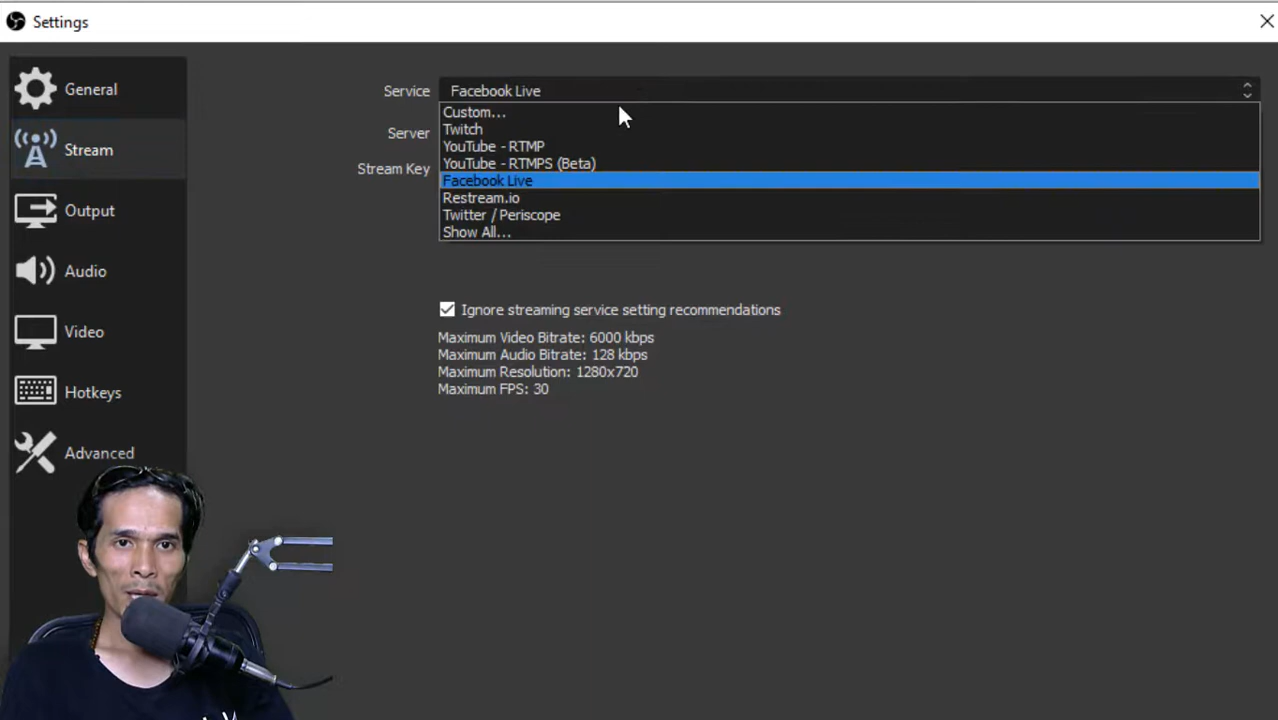 Settings
General
Stream
Output
Audio
Video
Hotkeys
Advanced
Service
Facebook Live
Custom...
Twitch
YouTube - RTMP
YouTube - RTMPS (Beta)
Facebook Live
Restream.io
Twitter / Periscope
Show All...
Server
Stream Key
Ignore streaming service setting recommendations
Maximum Video Bitrate: 6000 kbps
Maximum Audio Bitrate: 128 kbps
Maximum Resolution: 1280x720
Maximum FPS: 30